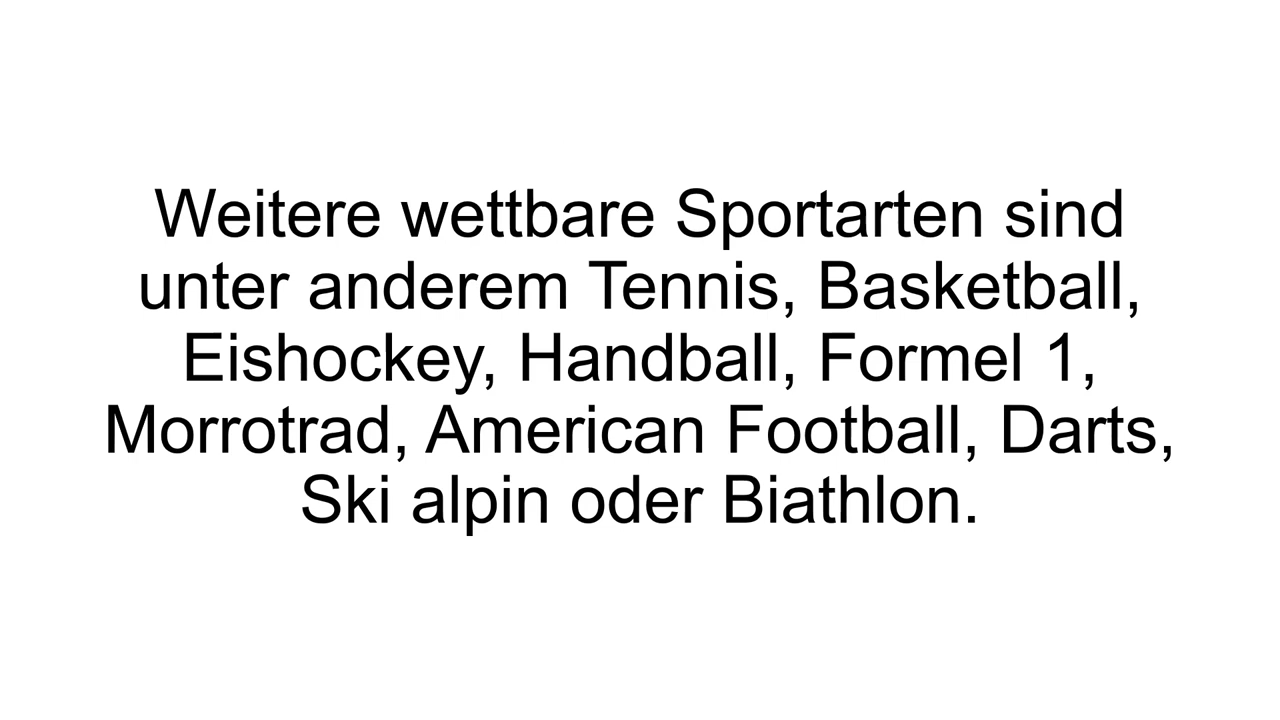 Weitere wettbare Sportarten sind
unter anderem Tennis, Basketball,
Eishockey, Handball, Formel 1,
Morrotrad, American Football, Darts,
Ski alpin oder Biathlon.